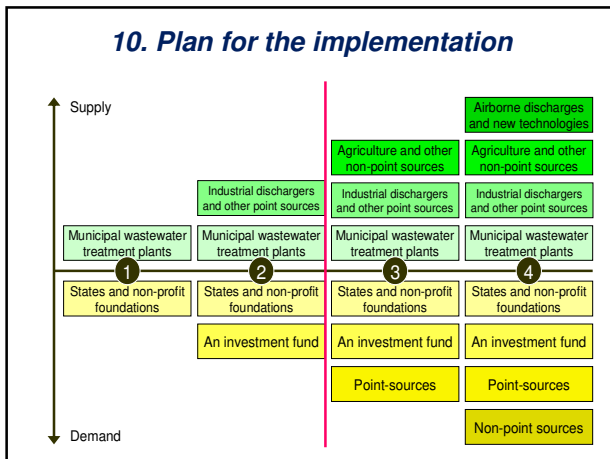 10. Plan for the implementation
Supply
Airborne discharges
and new technologies
Agriculture and other
non-point sources
Agriculture and other
non-point sources
Industrial dischargers
and other point sources
Industrial dischargers
and other point sources
Industrial dischargers
and other point sources
Municipal wastewater
treatment plants
Municipal wastewater
treatment plants
Municipal wastewater
treatment plants
Municipal wastewater
treatment plants
1
2
3
4
States and non-profit
foundations
States and non-profit
foundations
States and non-profit
foundations
States and non-profit
foundations
An investment fund
An investment fund
An investment fund
Point-sources
Point-sources
Non-point sources
Demand